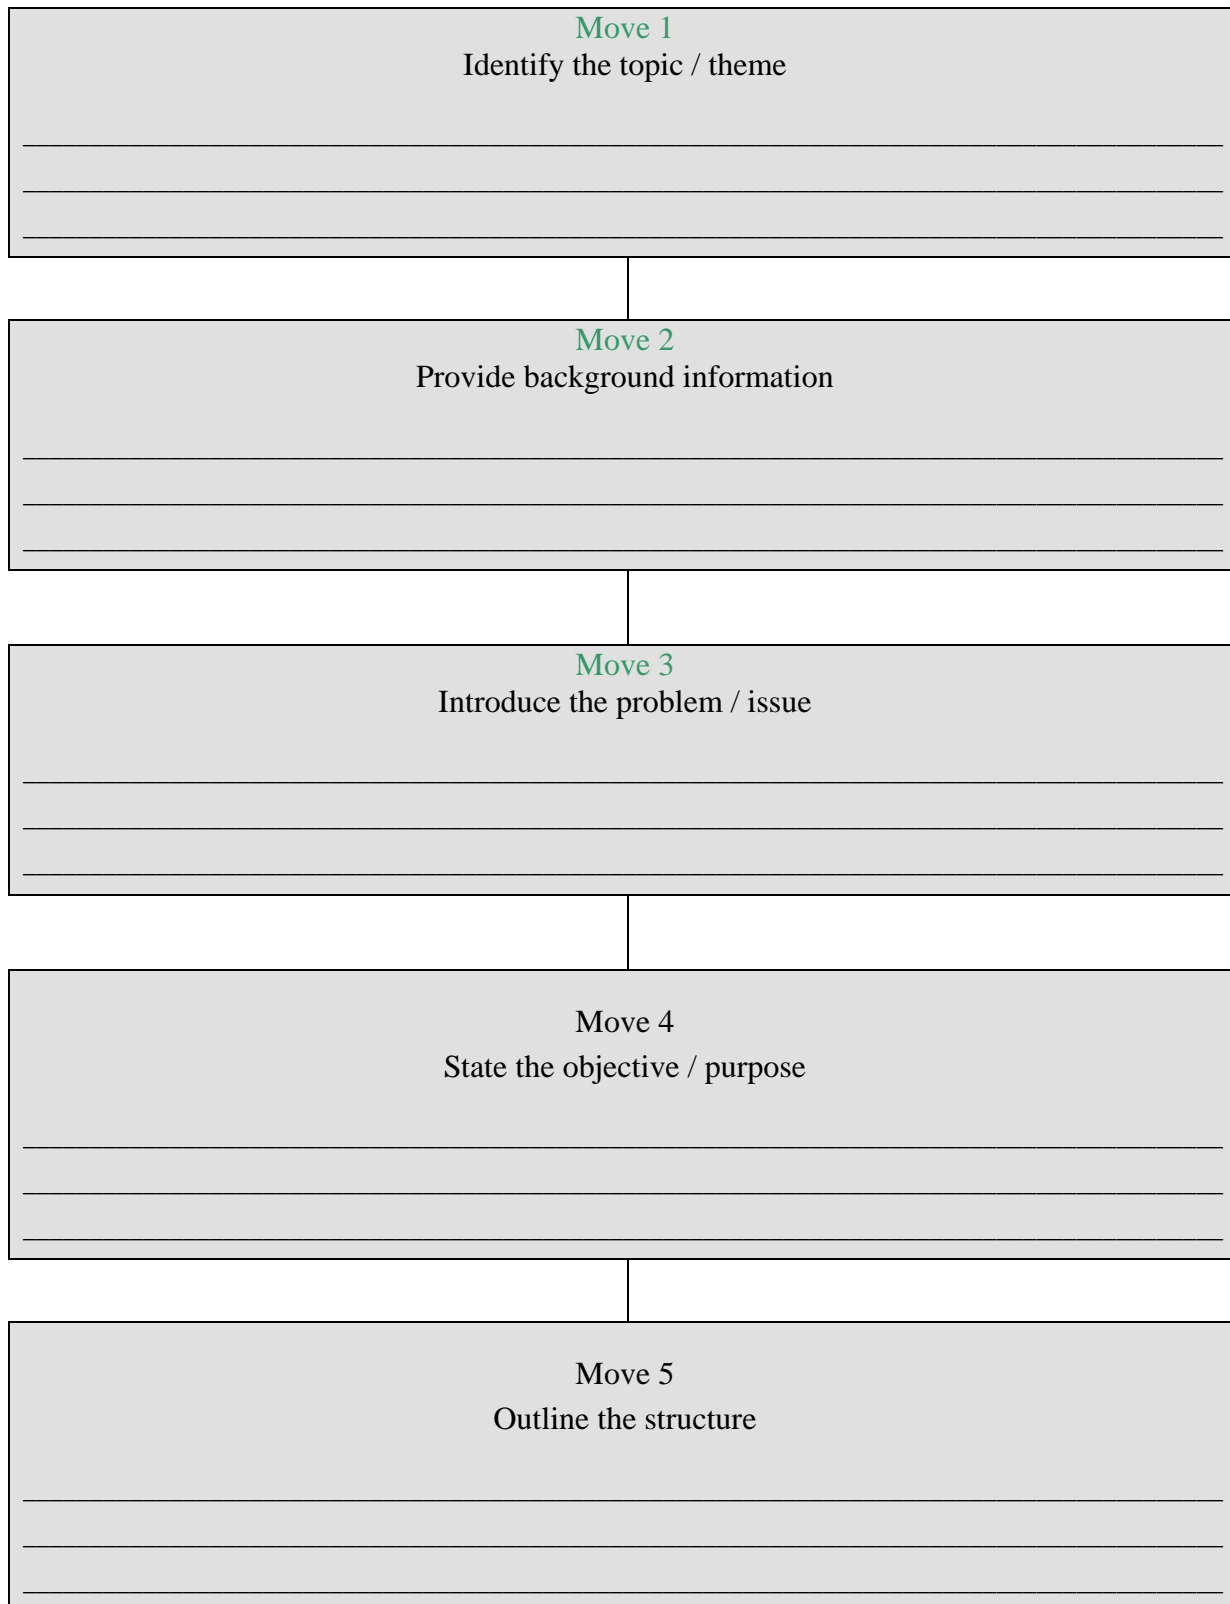 Move 1
Identify the topic / theme
Move 2
Provide background information
Move 3
Introduce the problem / issue
Move 4
State the objective / purpose
Move 5
Outline the structure